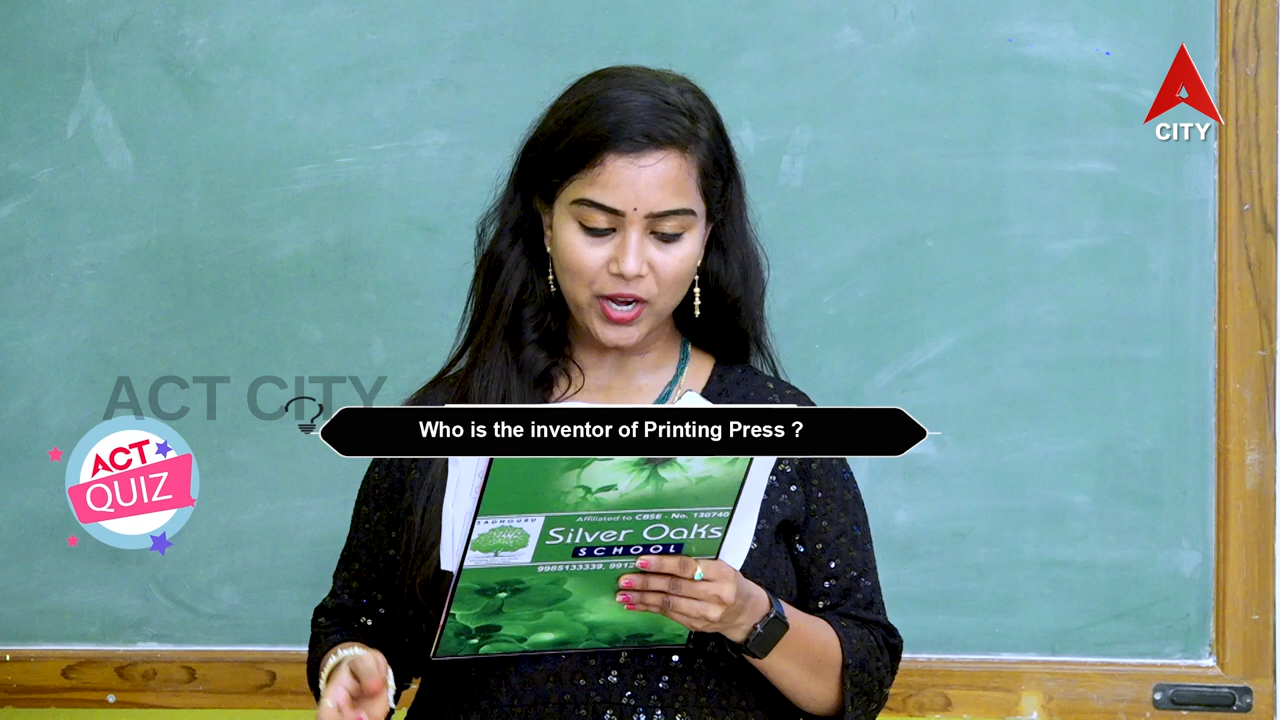 CITY
ACT CITY
Who is the inventor of Printing Press ?
ACT
QUIZ
Affiliated to CBSE - No. 130740
SADHGURU
Silver Oaks
SCHOOL
9985133339, 9912